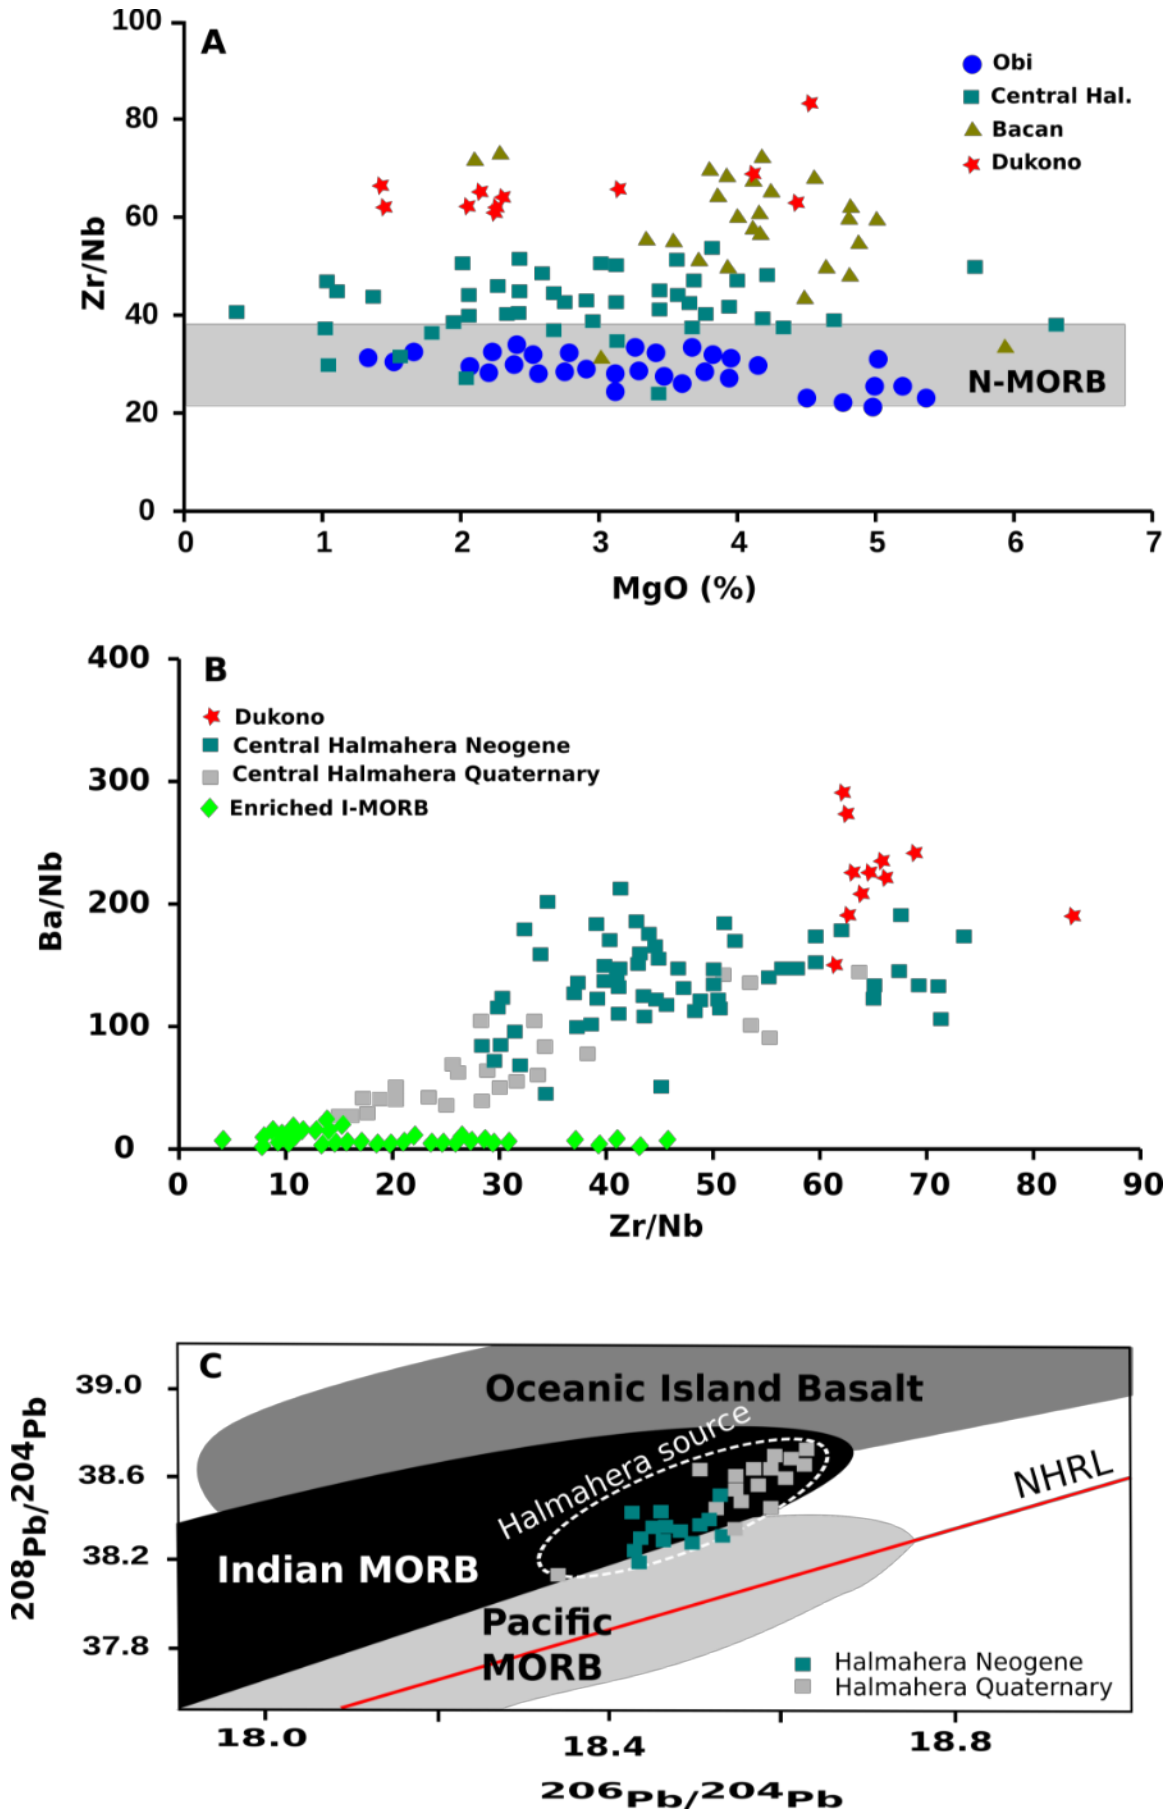 A
100
80
60
40
20
0
Zr/Nb
Obi
Central Hal.
Bacan
Dukono
N-MORB
0 1 2 3 4 5 6 7
MgO (%)
B
400
300
200
100
0
Ba/Nb
Dukono
Central Halmahera Neogene
Central Halmahera Quaternary
Enriched I-MORB
0 10 20 30 40 50 60 70 80 90
Zr/Nb
C
39.0
38.6
38.2
37.8
208Pb/204Pb
Oceanic Island Basalt
Halmahera source
NHRL
Indian MORB
Pacific
MORB
Halmahera Neogene
Halmahera Quaternary
18.0 18.4 18.8
206Pb/204Pb